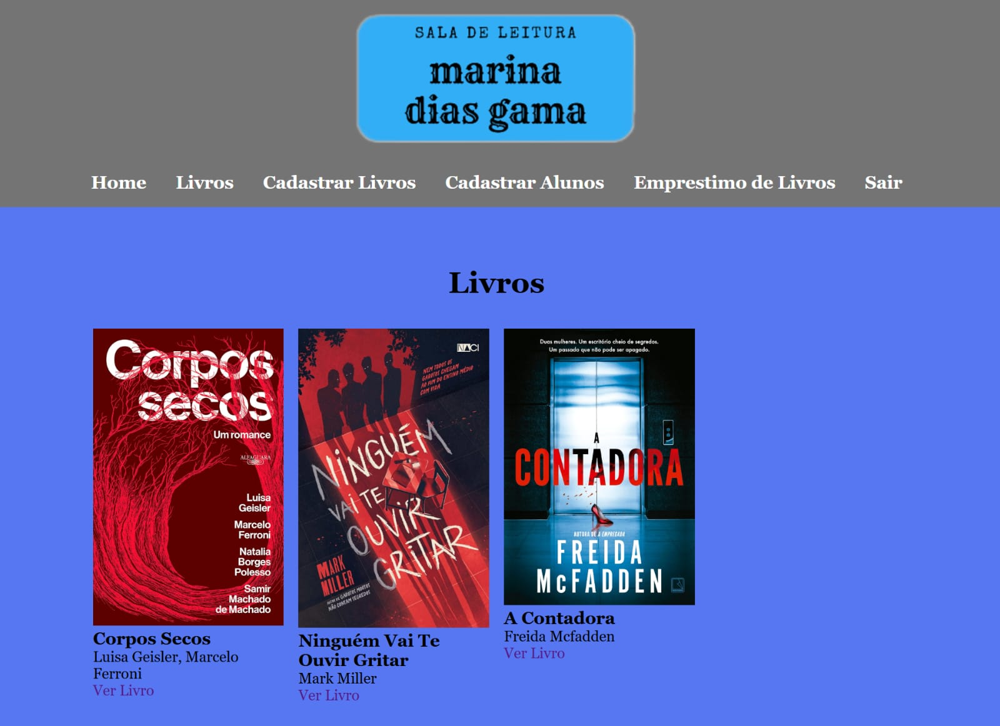 SALA DE LEITURA
marina
dias gama
Home Livros Cadastrar Livros Cadastrar Alunos Emprestimo de Livros Sair
Livros
Corpos
secos
Um romance
ALFAGUARA
Luisa
Geisler
Marcelo
Ferroni
Natalia
Borges
Polesso
Samir
Machado
de Machado
Corpos Secos
Luisa Geisler, Marcelo
Ferroni
Ver Livro
NACI
NEM TODOS OS
GAROTOS CHEGAM
AO FIM DO ENSINO MÉDIO
COM VIDA
NINGUÉM
VAI TE
OUVIR
GRITAR
MARK
MILLER
AUTOR DE GAROTOS MORTOS
NÃO CONTAM SEGREDOS
Ninguém Vai Te
Ouvir Gritar
Mark Miller
Ver Livro
Duas mulheres. Um escritório cheio de segredos.
Um passado que não pode ser apagado.
A
CONTADORA
AUTORA DE A EMPREGADA
FREIDA
McFADDEN
A Contadora
Freida Mcfadden
Ver Livro